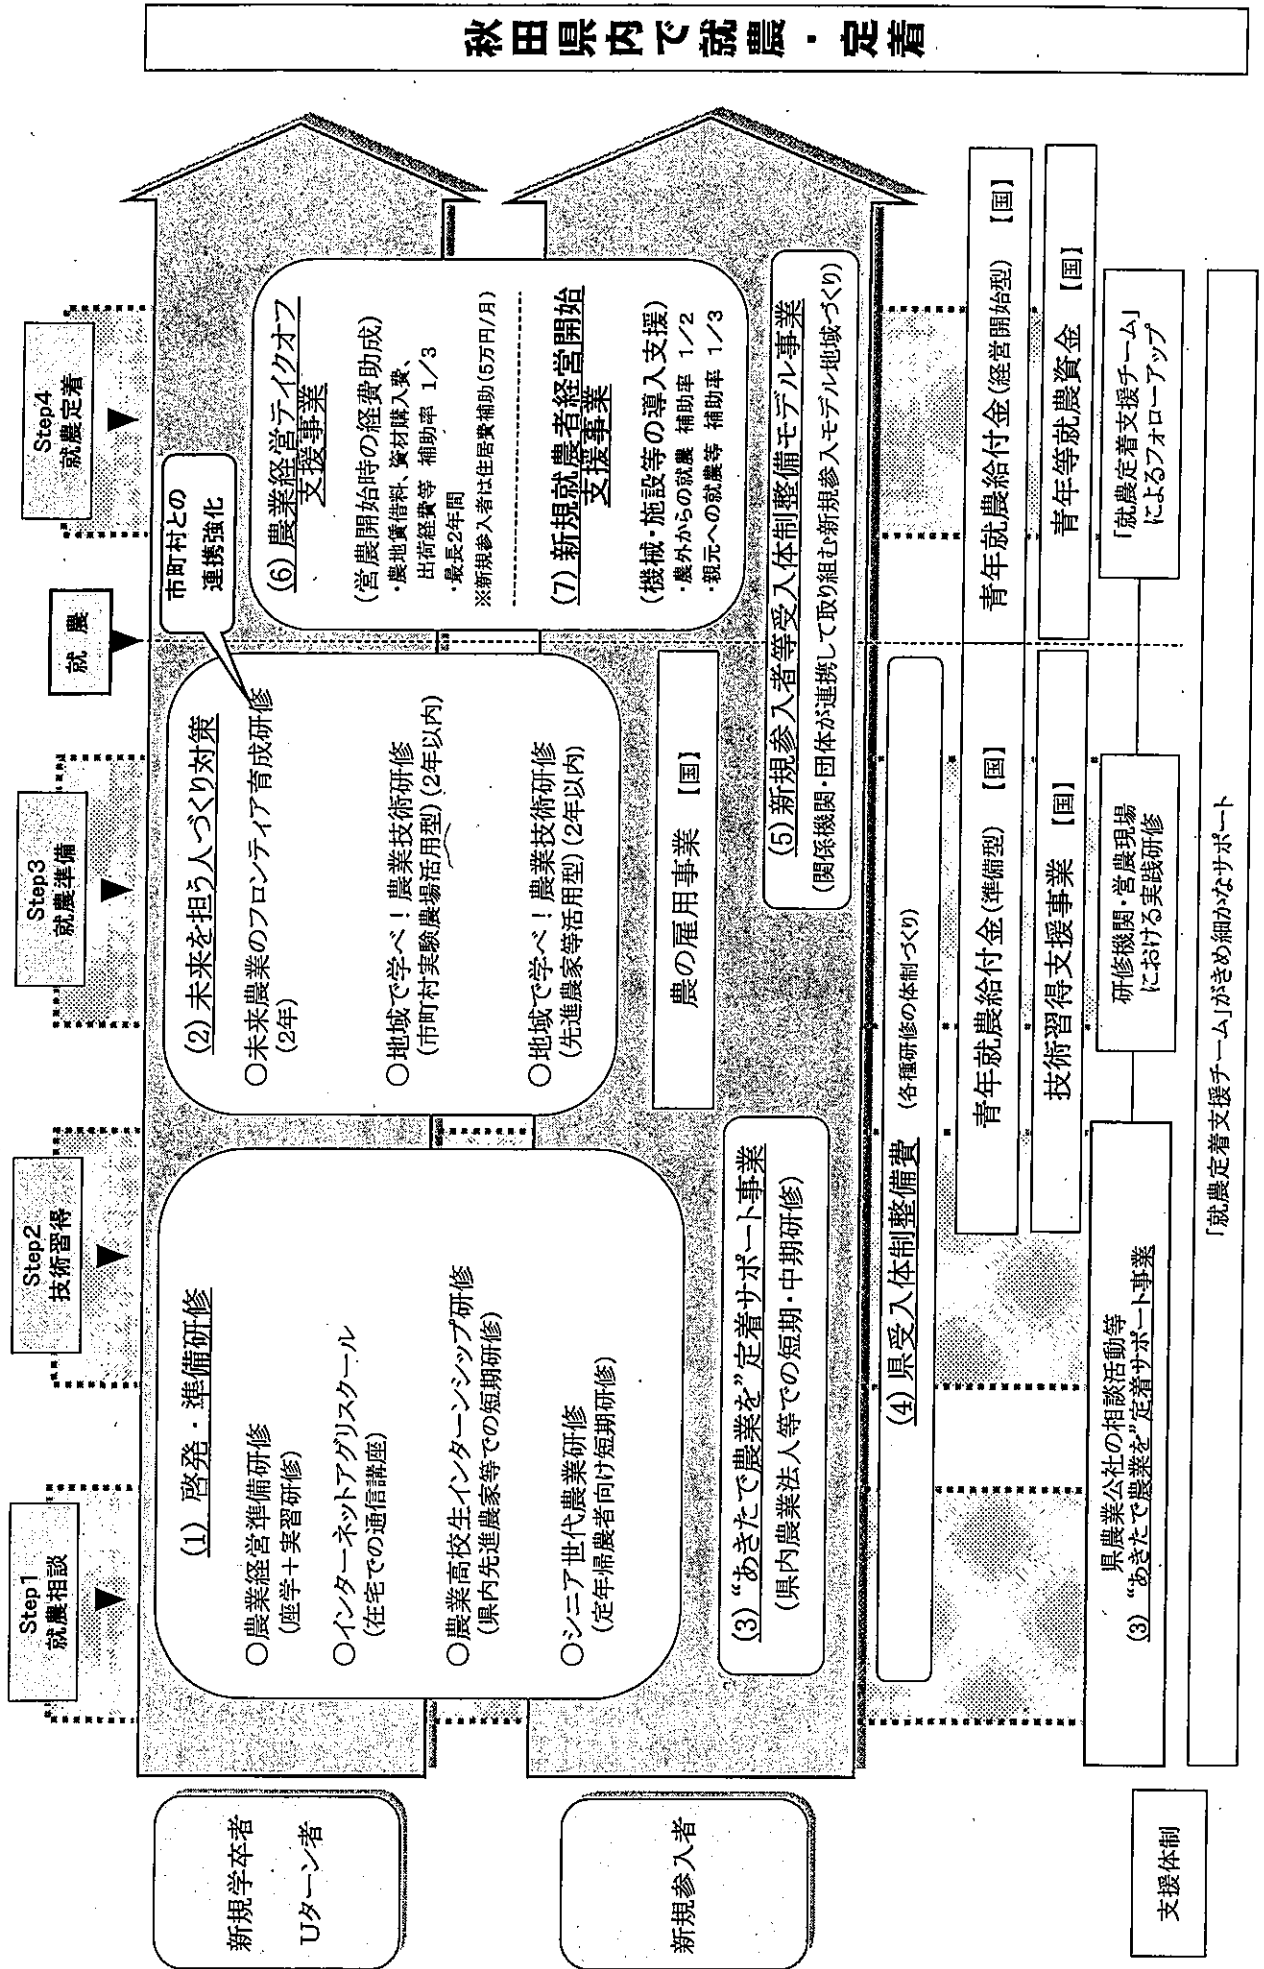 秋田県内で就農・定着
Step1
就農相談
Step2
技術習得
Step3
就農準備
就 農
Step4
就農定着
新規学卒者
Uターン者
新規参入者
(1) 啓発・準備研修
○農業経営準備研修
(座学+実習研修)
○インターネットアグリスクール
(在宅での通信講座)
○農業高校生インターンシップ研修
(県内先進農家等での短期研修)
○シニア世代農業研修
(定年帰農者向け短期研修)
(2) 未来を担う人づくり対策
○未来農業のフロンティア育成研修
(2年)
○地域で学べ!農業技術研修
(市町村実験農場活用型)(2年以内)
○地域で学べ!農業技術研修
(先進農家等活用型)(2年以内)
市町村との
連携強化
(6) 農業経営テイクオフ
支援事業
(営農開始時の経費助成)
・農地賃借料、資材購入費、
出荷経費等 補助率 1/3
・最長2年間
※新規参入者は住居費補助(5万円/月)
(7) 新規就農者経営開始
支援事業
(機械・施設等の導入支援)
・農外からの就農 補助率 1/2
・親元への就農等 補助率 1/3
農の雇用事業 【国】
(3) “あきたで農業を”定着サポート事業
(県内農業法人等での短期・中期研修)
(5) 新規参入者等受入体制整備モデル事業
(関係機関・団体が連携して取り組む新規参入モデル地域づくり)
(4) 県受入体制整備費 (各種研修の体制づくり)
青年就農給付金(準備型) 【国】
青年就農給付金(経営開始型) 【国】
技術習得支援事業 【国】
青年等就農資金 【国】
支援体制
県農業公社の相談活動等
(3) “あきたで農業を”定着サポート事業
研修機関・営農現場
における実践研修
「就農定着支援チーム」
によるフォローアップ
「就農定着支援チーム」がきめ細かなサポート